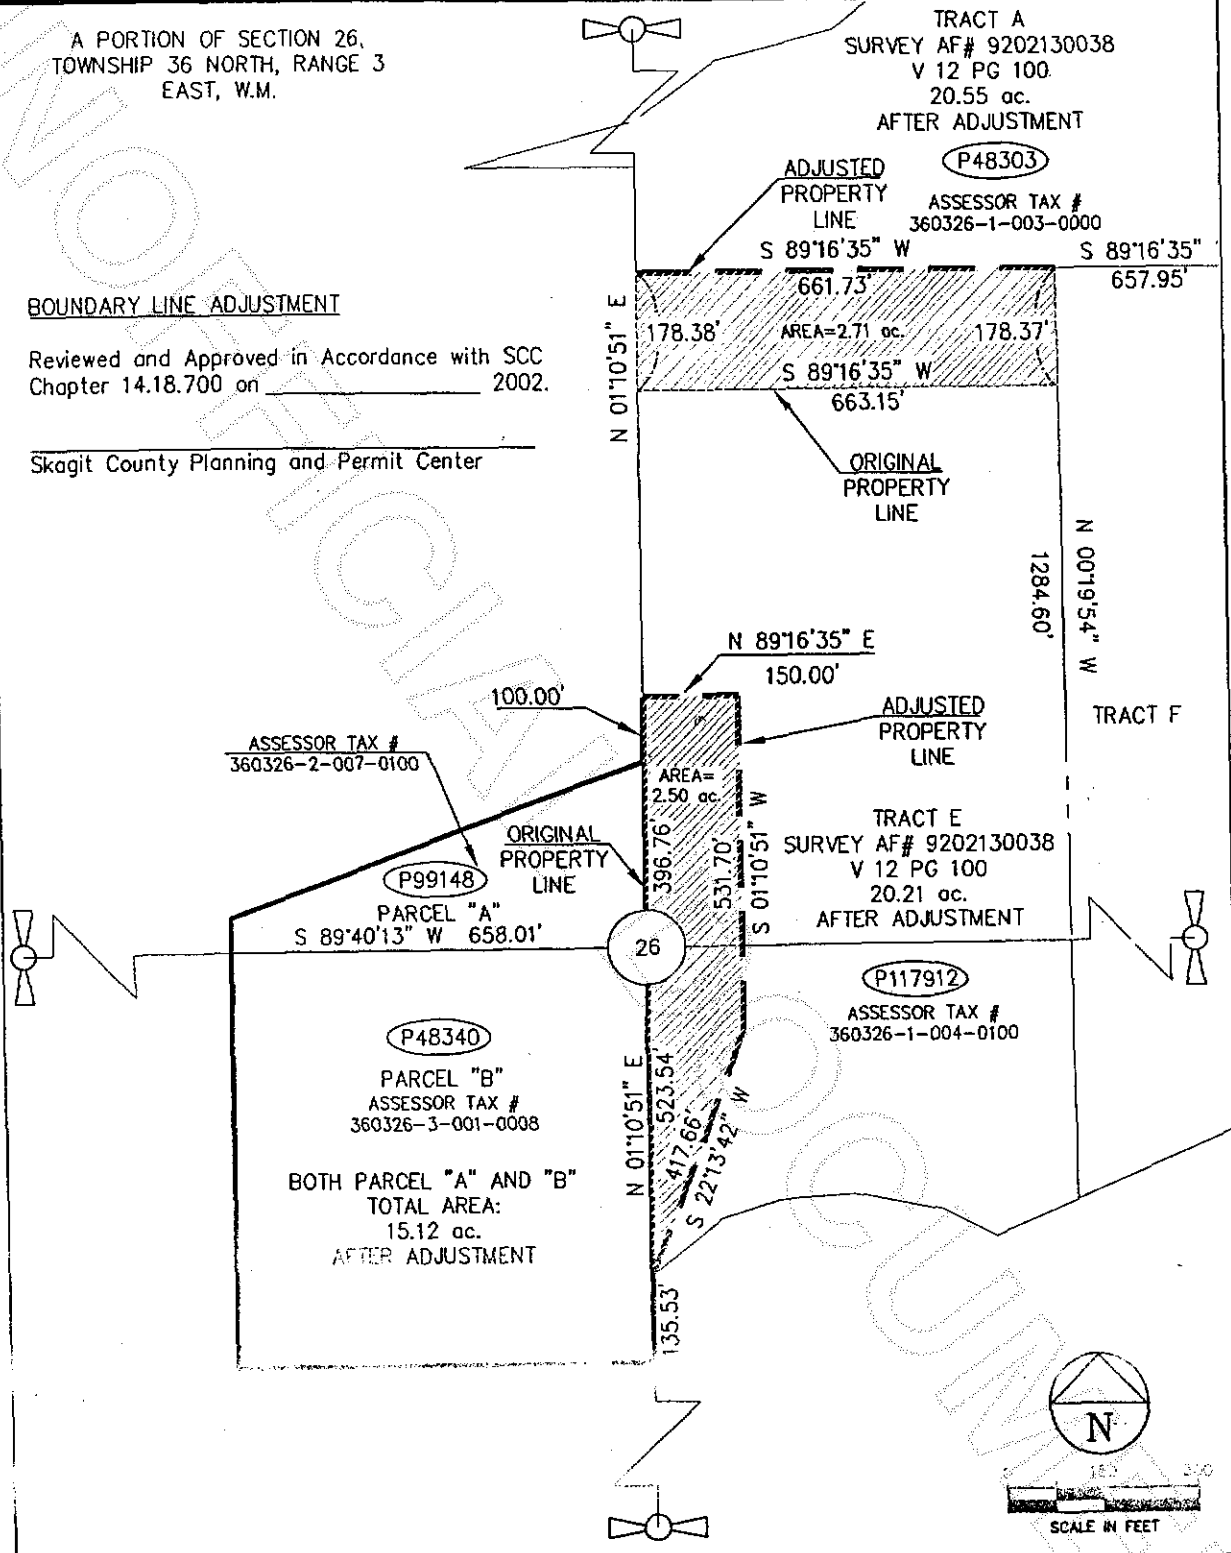 A PORTION OF SECTION 26,
TOWNSHIP 36 NORTH, RANGE 3
EAST, W.M.
TRACT A
SURVEY AF# 9202130038
V 12 PG 100
20.55 ac.
AFTER ADJUSTMENT
P48303
ASSESSOR TAX #
360326-1-003-0000
ADJUSTED
PROPERTY
LINE
S 89°16'35" W
661.73'
S 89°16'35"
657.95'
BOUNDARY LINE ADJUSTMENT
Reviewed and Approved in Accordance with SCC
Chapter 14.18.700 on ____________ 2002.
Skagit County Planning and Permit Center
N 01°10'51" E
178.38'
AREA=2.71 ac.
178.37'
S 89°16'35" W
663.15'
ORIGINAL
PROPERTY
LINE
N 00°19'54" W
1284.60'
N 89°16'35" E
150.00'
100.00'
ADJUSTED
PROPERTY
LINE
TRACT F
ASSESSOR TAX #
360326-2-007-0100
AREA=
2.50 ac.
ORIGINAL
PROPERTY
LINE
396.76'
531.70'
S 01°10'51" W
TRACT E
SURVEY AF# 9202130038
V 12 PG 100
20.21 ac.
AFTER ADJUSTMENT
P99148
PARCEL "A"
S 89°40'13" W 658.01'
26
P117912
ASSESSOR TAX #
360326-1-004-0100
P48340
PARCEL "B"
ASSESSOR TAX #
360326-3-001-0008
BOTH PARCEL "A" AND "B"
TOTAL AREA:
15.12 ac.
AFTER ADJUSTMENT
N 01°10'51" E
523.54'
417.66'
S 22°13'42" W
135.53'
N
SCALE IN FEET
UNOFFICIAL DOCUMENT